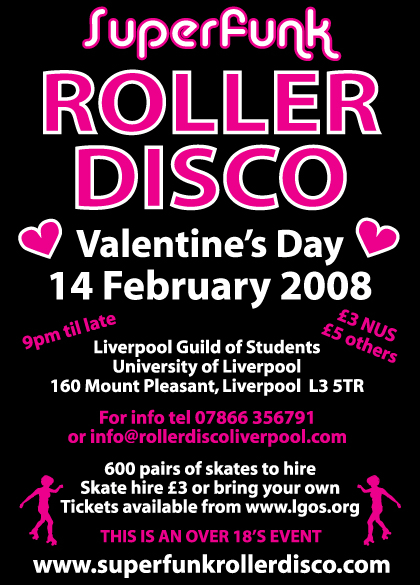 SuperFunk
ROLLER
DISCO
Valentine's Day
14 February 2008
9pm til late
£3 NUS
£5 others
Liverpool Guild of Students
University of Liverpool
160 Mount Pleasant, Liverpool L3 5TR
For info tel 07866 356791
or info@rollerdiscoliverpool.com
600 pairs of skates to hire
Skate hire £3 or bring your own
Tickets available from www.lgos.org
THIS IS AN OVER 18'S EVENT
www.superfunkrollerdisco.com